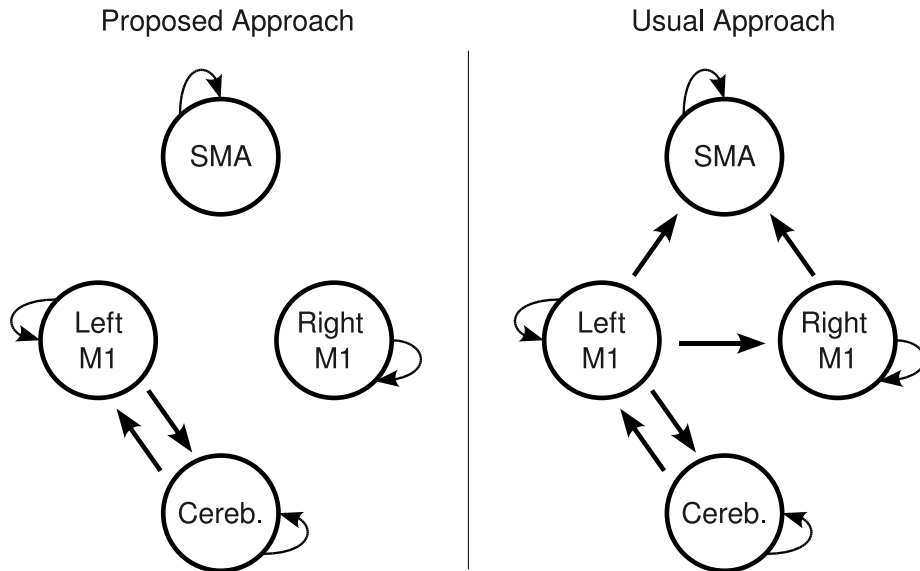 Proposed Approach
SMA
Left
M1
Right
M1
Cereb.
Usual Approach
SMA
Left
M1
Right
M1
Cereb.